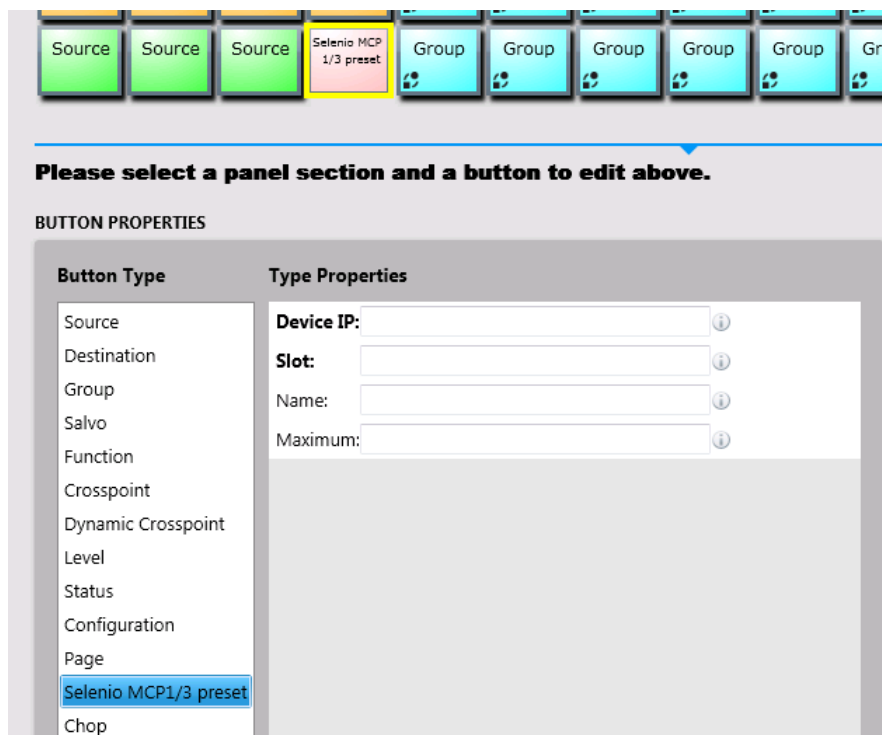 Source Source Source Selenio MCP Group Group Group Group Group Gr
1/3 preset
Please select a panel section and a button to edit above.
BUTTON PROPERTIES
Button Type Type Properties
Source Device IP:
Destination Slot:
Group Name:
Salvo Maximum:
Function
Crosspoint
Dynamic Crosspoint
Level
Status
Configuration
Page
Selenio MCP1/3 preset
Chop